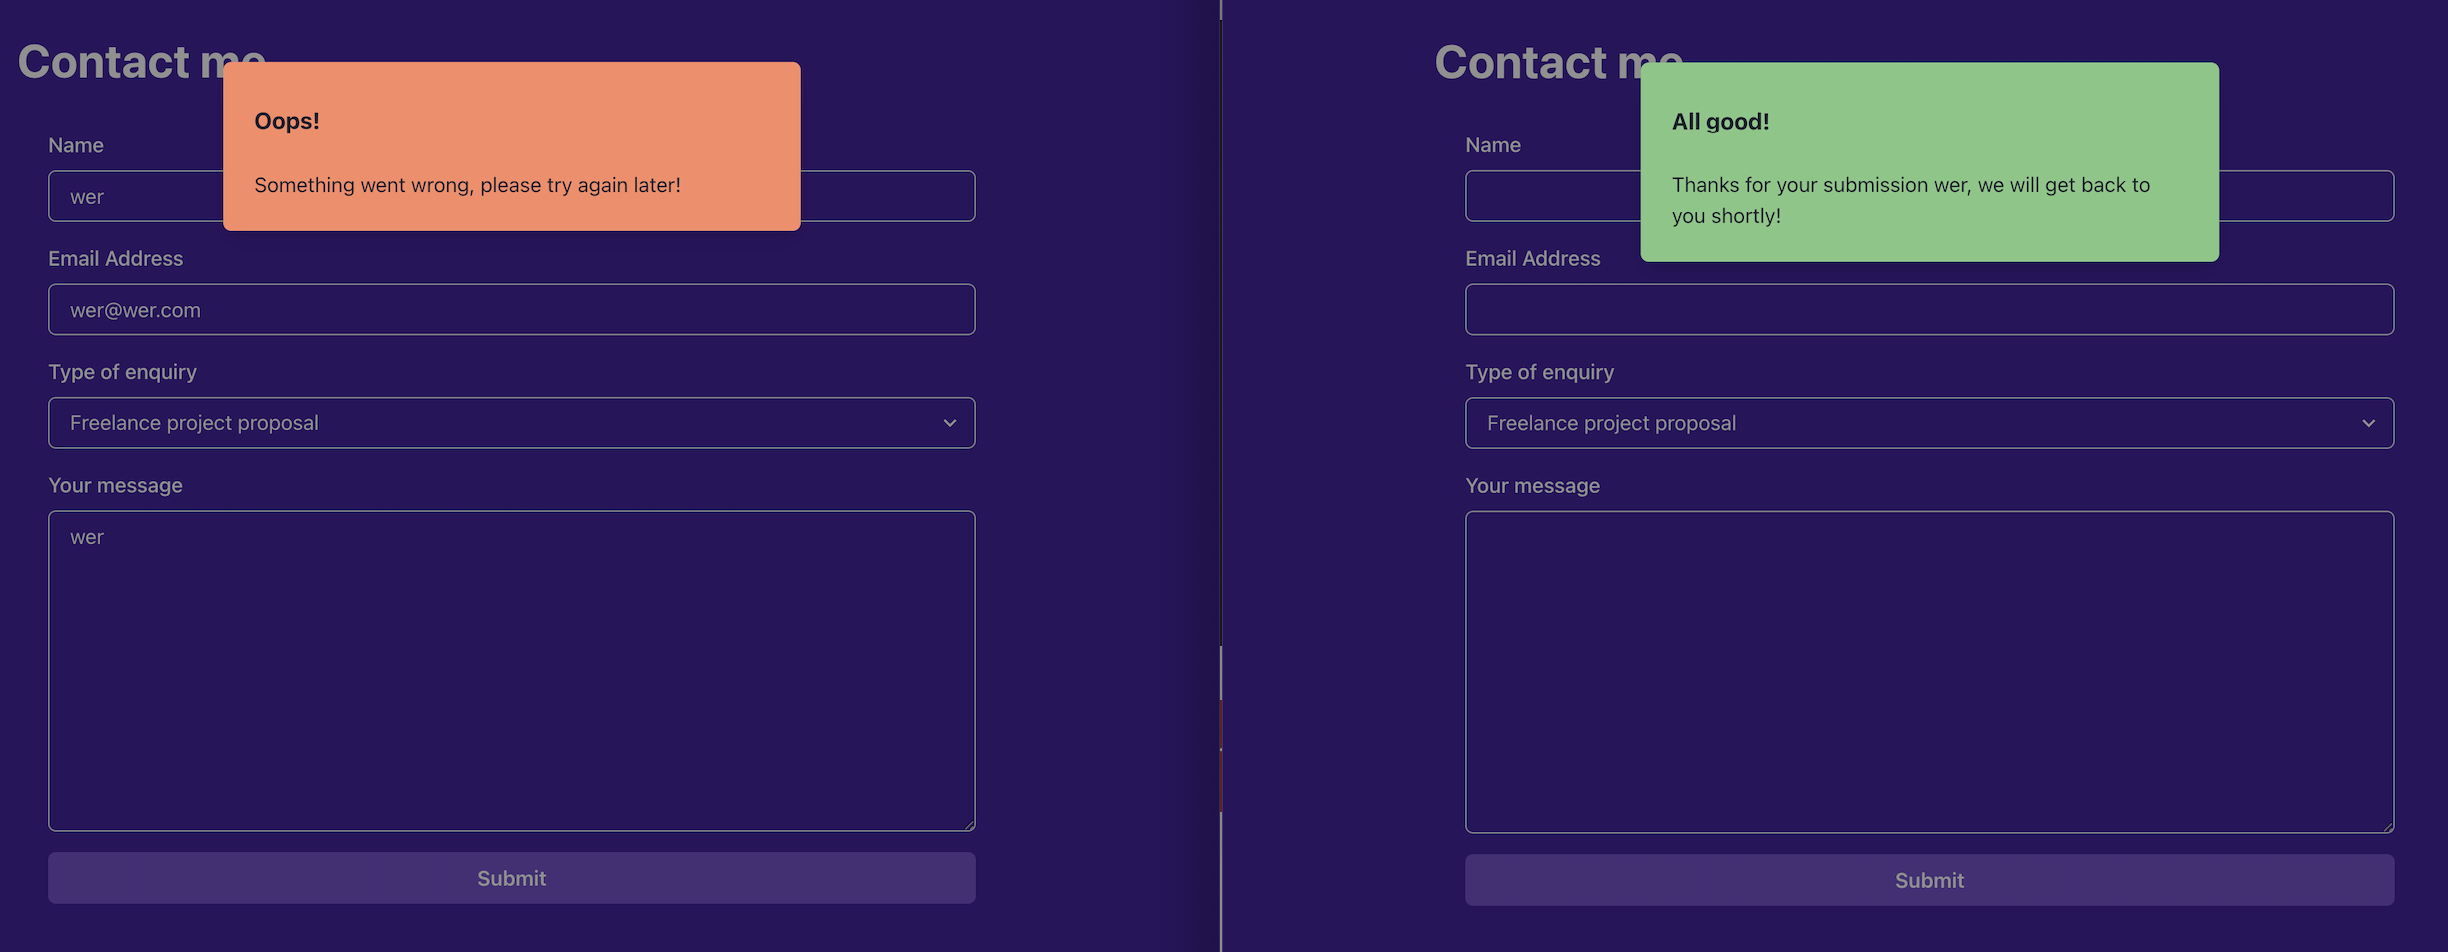 Contact me
Oops!
Something went wrong, please try again later!
Name
wer
Email Address
wer@wer.com
Type of enquiry
Freelance project proposal
Your message
wer
Submit
Contact me
All good!
Thanks for your submission wer, we will get back to
you shortly!
Name
Email Address
Type of enquiry
Freelance project proposal
Your message
Submit